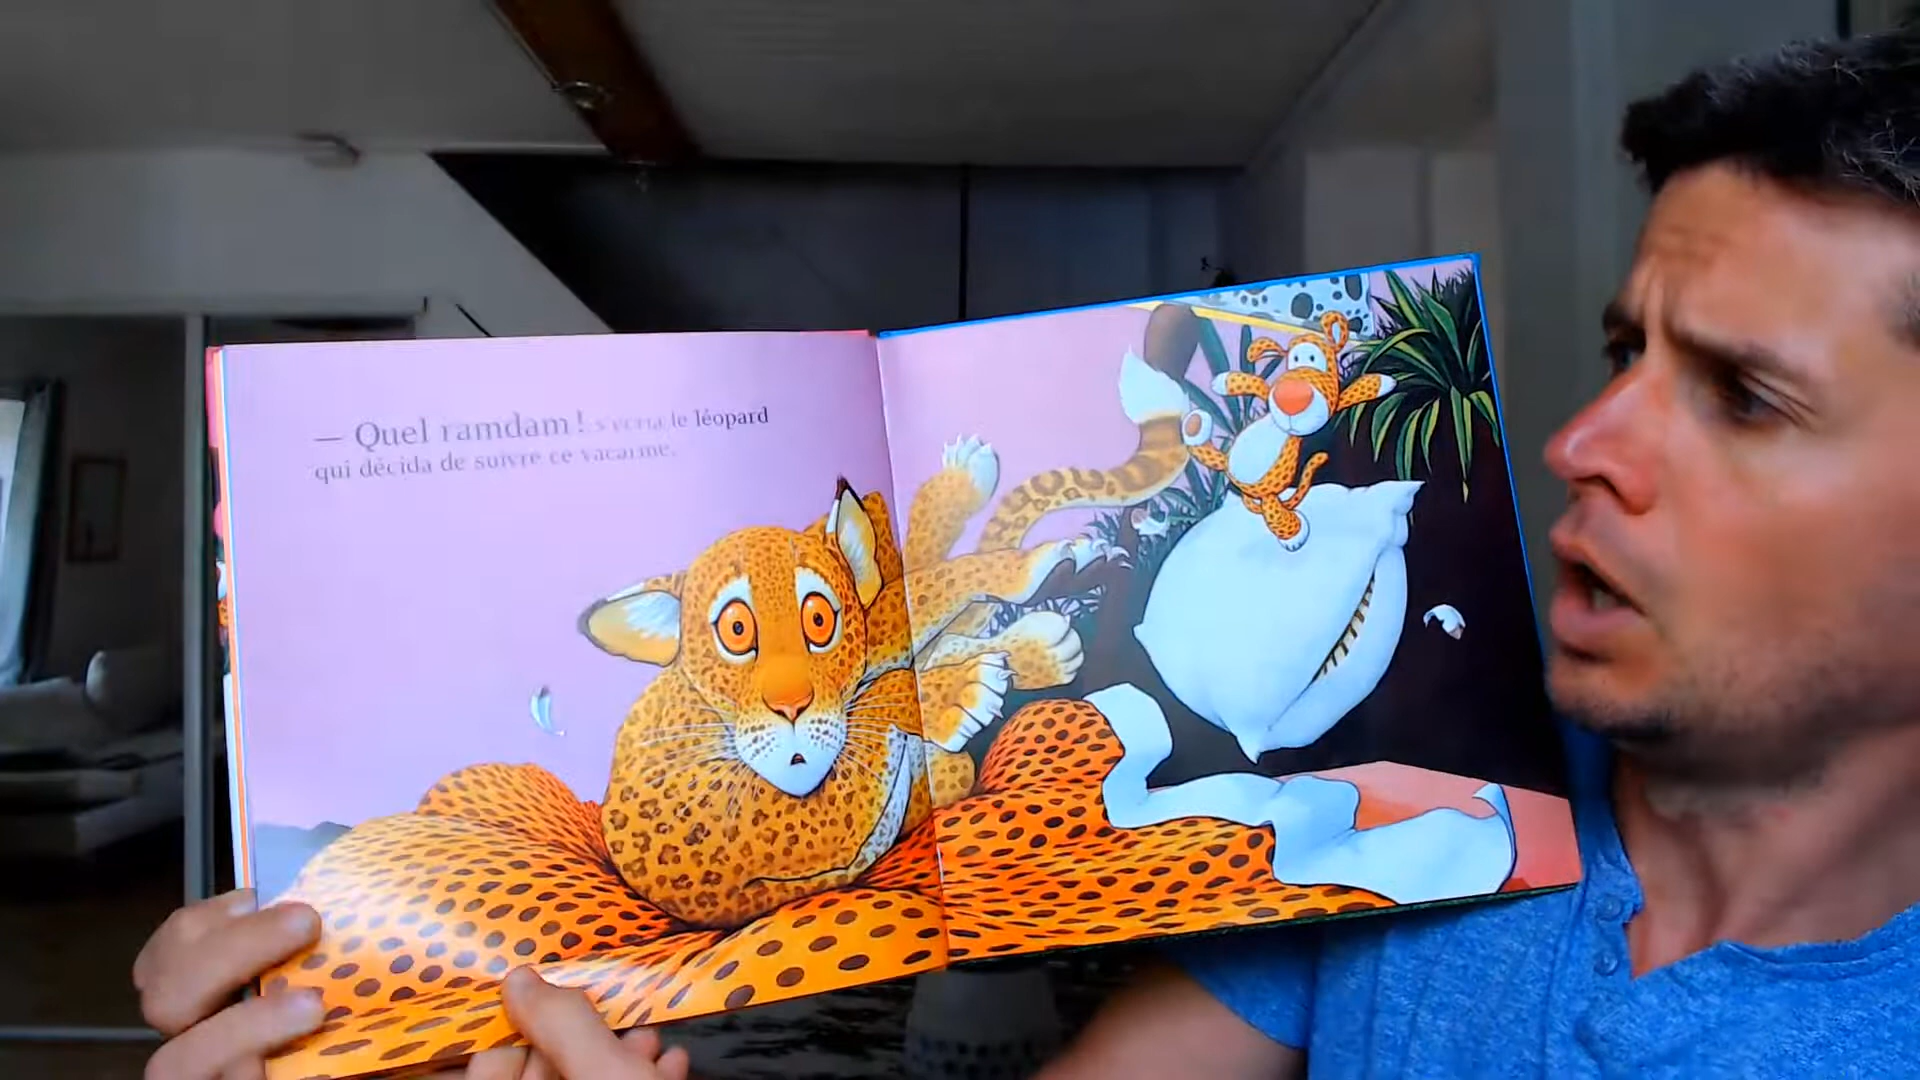 — Quel ramdam ! s'écria le léopard
qui décida de suivre ce vacarme.